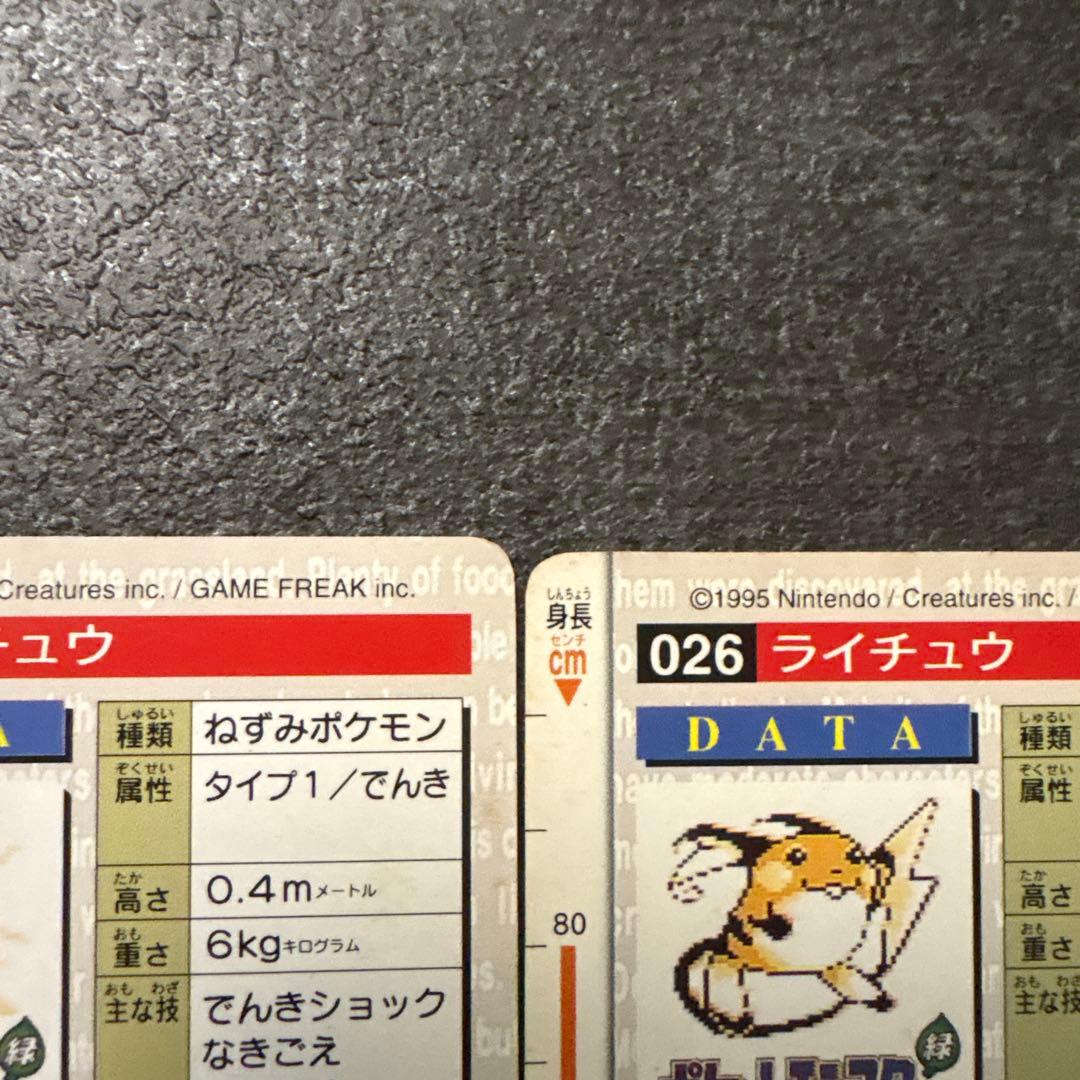 Creatures inc. / GAME FREAK inc.
チュウ
A
しゅるい
種類 ねずみポケモン
ぞくせい
属性 タイプ1/でんき
たか
高さ 0.4mメートル
おも
重さ 6kgキログラム
おも わざ
主な技 でんきショック
なきごえ
緑
しんちょう
身長
センチ
cm
80
©1995 Nintendo / Creatures inc. /
026 ライチュウ
DATA
しゅるい
種類
ぞくせい
属性
たか
高さ
おも
重さ
おも わざ
主な技
緑